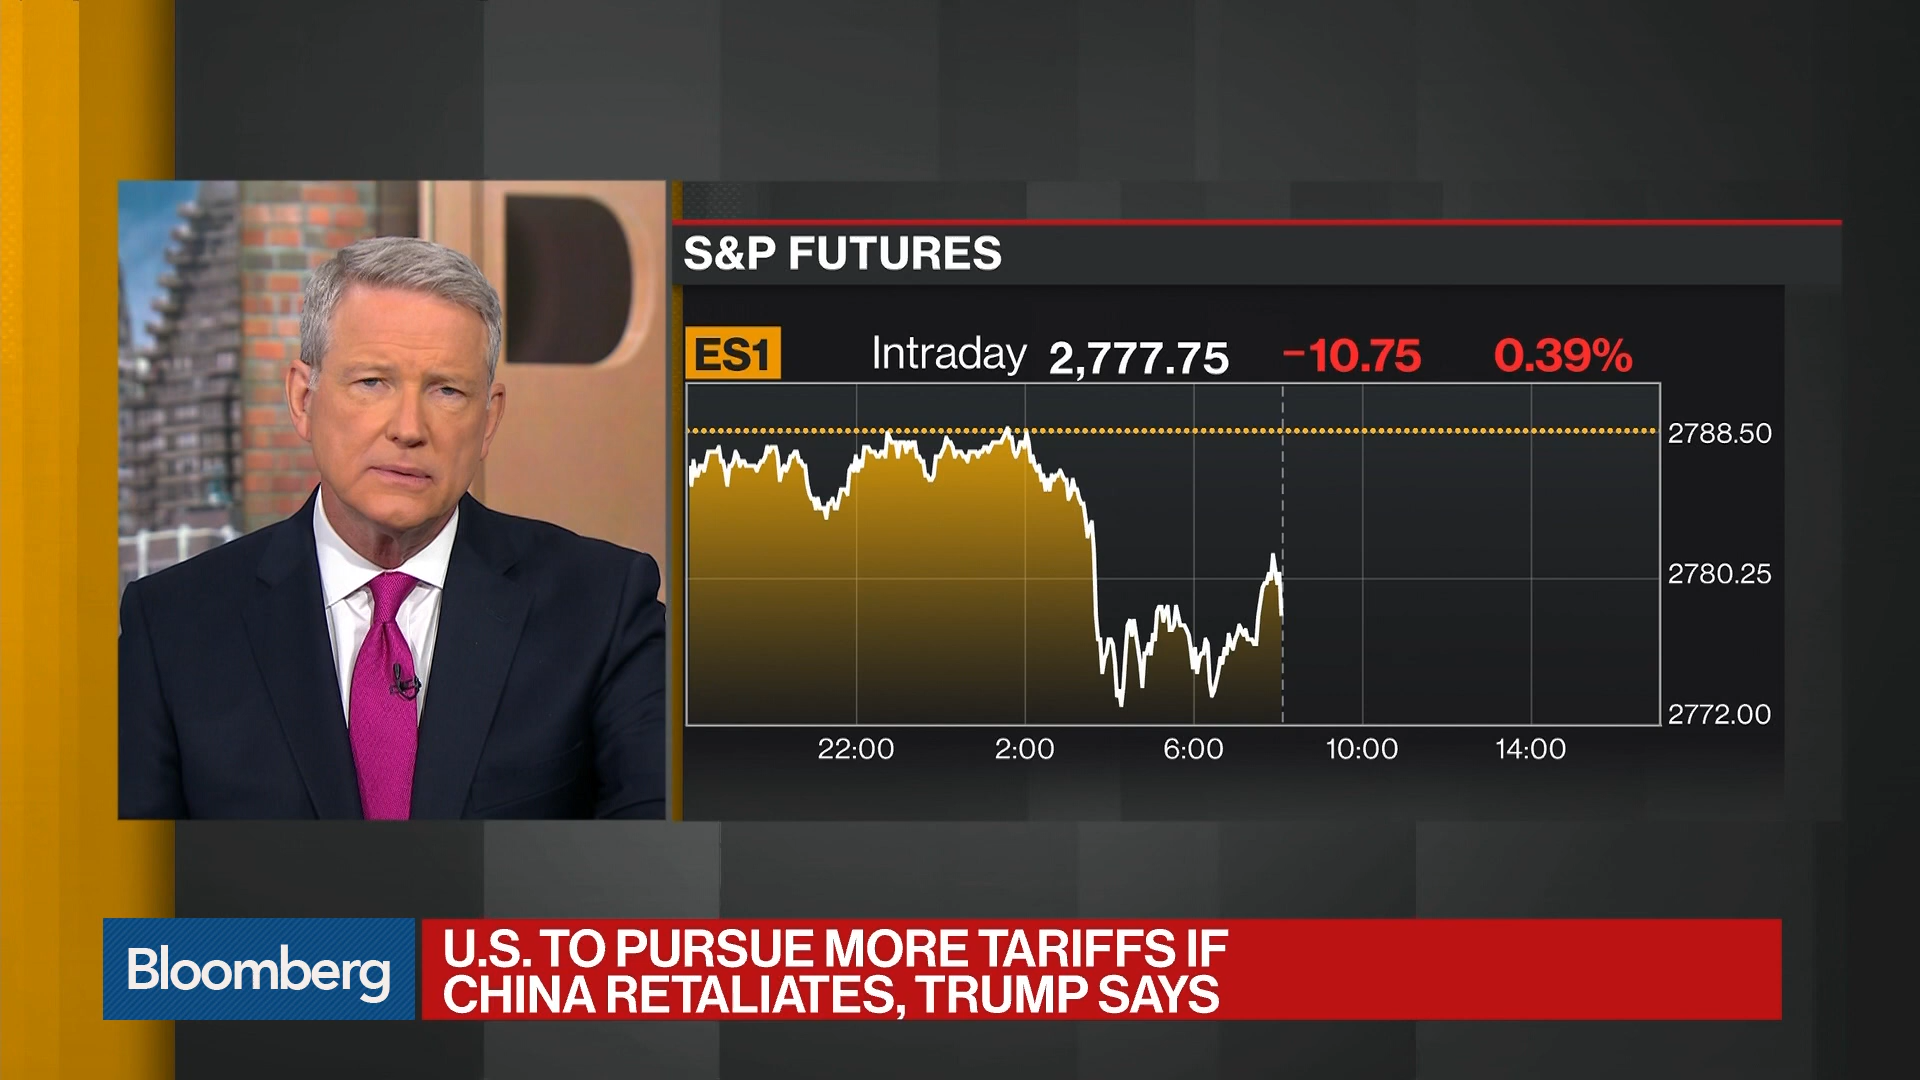 S&P FUTURES
ES1 Intraday 2,777.75 −10.75 0.39%
2788.50
2780.25
2772.00
22:00 2:00 6:00 10:00 14:00
Bloomberg
U.S. TO PURSUE MORE TARIFFS IF
CHINA RETALIATES, TRUMP SAYS